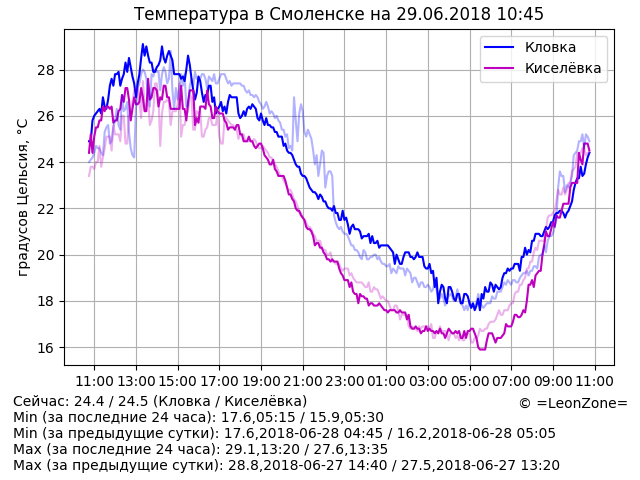 Температура в Смоленске на 29.06.2018 10:45
градусов Цельсия, °C
28
26
24
22
20
18
16
Кловка
Киселёвка
11:00 13:00 15:00 17:00 19:00 21:00 23:00 01:00 03:00 05:00 07:00 09:00 11:00
Сейчас: 24.4 / 24.5 (Кловка / Киселёвка)
© =LeonZone=
Min (за последние 24 часа): 17.6,05:15 / 15.9,05:30
Min (за предыдущие сутки): 17.6,2018-06-28 04:45 / 16.2,2018-06-28 05:05
Max (за последние 24 часа): 29.1,13:20 / 27.6,13:35
Max (за предыдущие сутки): 28.8,2018-06-27 14:40 / 27.5,2018-06-27 13:20